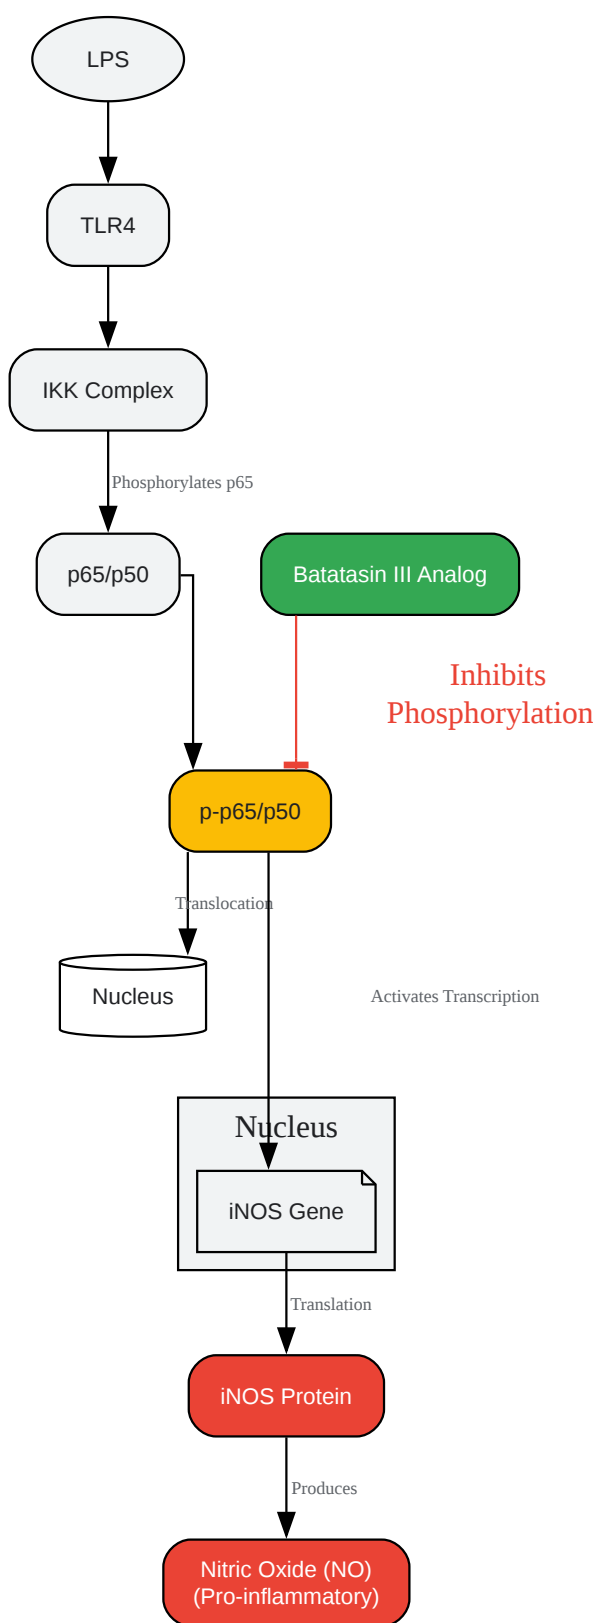 LPS
TLR4
IKK Complex
Phosphorylates p65
p65/p50
Batatasin III Analog
Inhibits
Phosphorylation
p-p65/p50
Translocation
Nucleus
Activates Transcription
Nucleus
iNOS Gene
Translation
iNOS Protein
Produces
Nitric Oxide (NO)
(Pro-inflammatory)